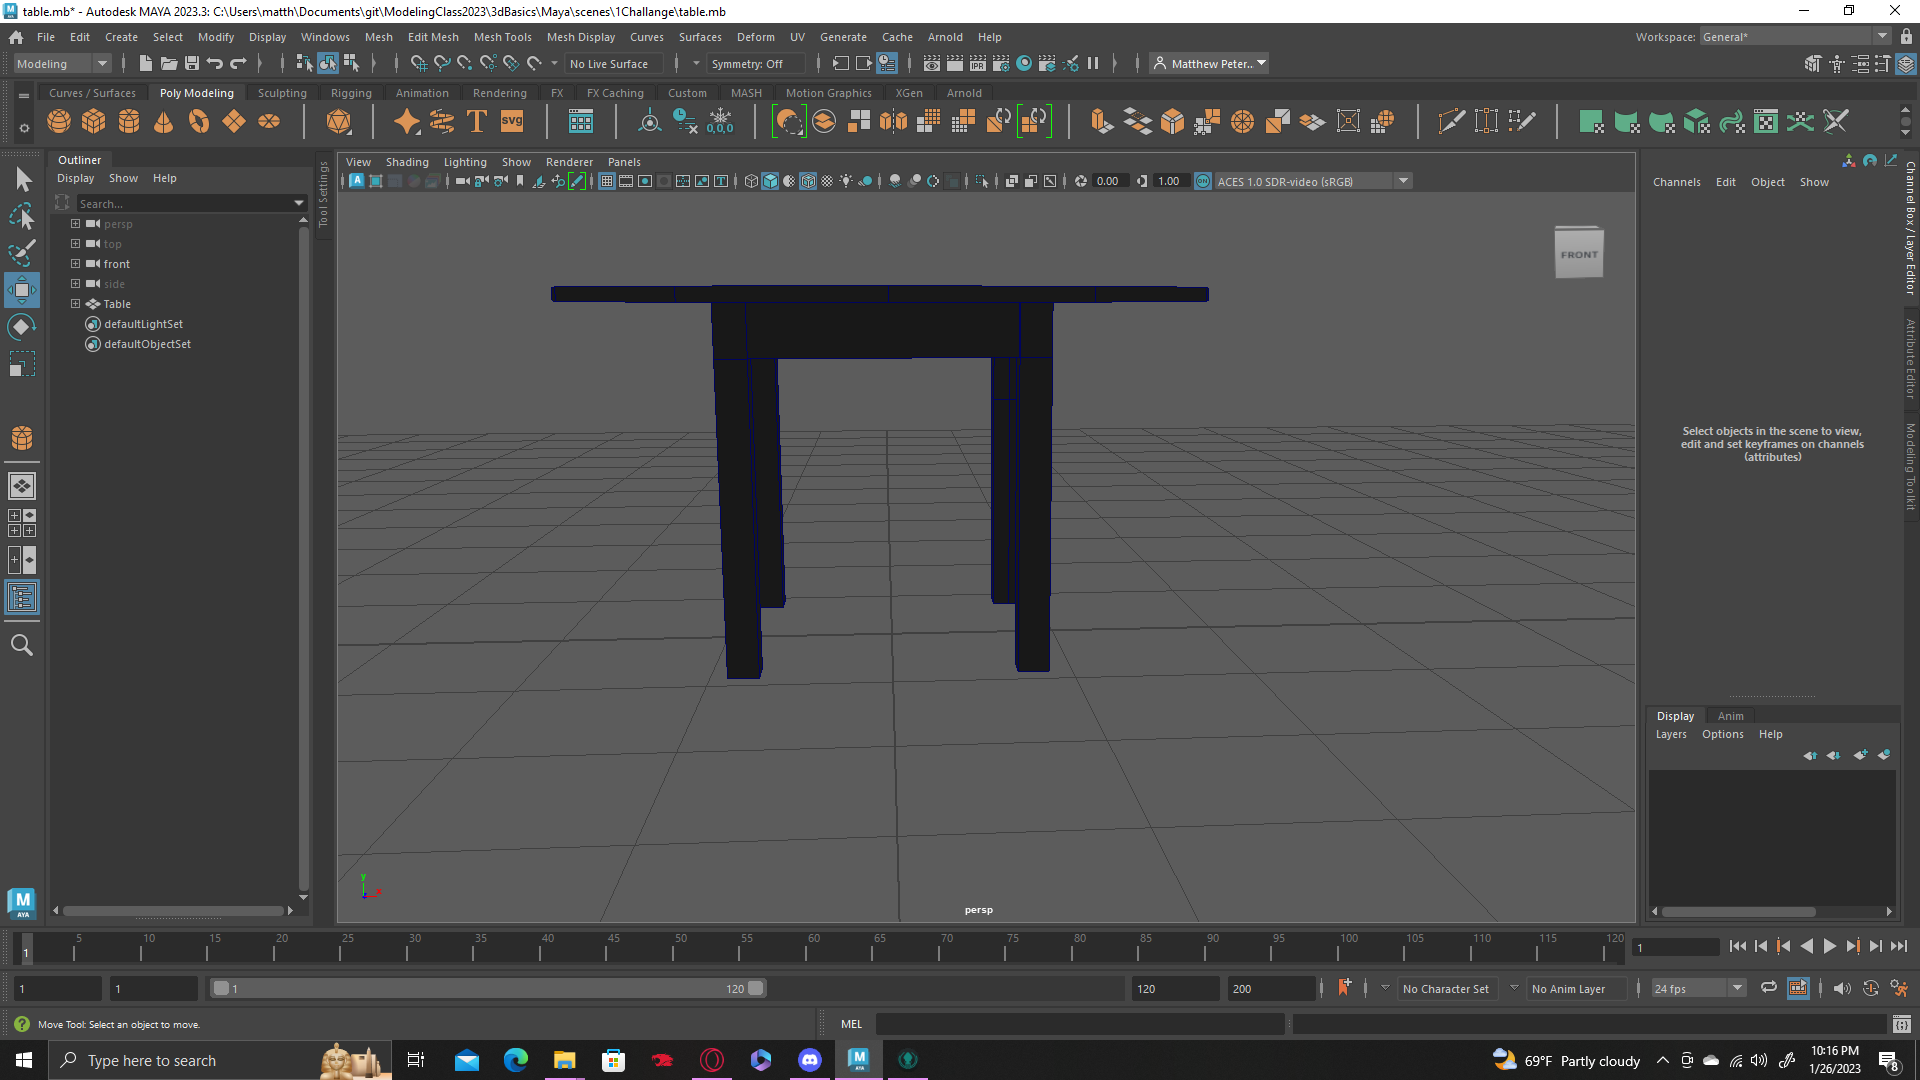 table.mb* - Autodesk MAYA 2023.3: C:\Users\matth\Documents\git\ModelingClass2023\3dBasics\Maya\scenes\1Challange\table.mb
File Edit Create Select Modify Display Windows Mesh Edit Mesh Mesh Tools Mesh Display Curves Surfaces Deform UV Generate Cache Arnold Help
Workspace: General*
Modeling No Live Surface Symmetry: Off Matthew Peter..
Curves / Surfaces Poly Modeling Sculpting Rigging Animation Rendering FX FX Caching Custom MASH Motion Graphics XGen Arnold
T SVG 0,0,0
Outliner
Display Show Help
Search...
persp
top
front
side
Table
defaultLightSet
defaultObjectSet
Tool Settings
View Shading Lighting Show Renderer Panels
0.00 1.00 ACES 1.0 SDR-video (sRGB)
FRONT
y
x
persp
Channels Edit Object Show
Select objects in the scene to view,
edit and set keyframes on channels
(attributes)
Channel Box / Layer Editor
Attribute Editor
Modeling Toolkit
Display Anim
Layers Options Help
M
AYA
1 5 10 15 20 25 30 35 40 45 50 55 60 65 70 75 80 85 90 95 100 105 110 115 120 1
1 1 1 120 120 200 No Character Set No Anim Layer 24 fps
Move Tool: Select an object to move. MEL
Type here to search
69°F Partly cloudy
10:16 PM
1/26/2023
8